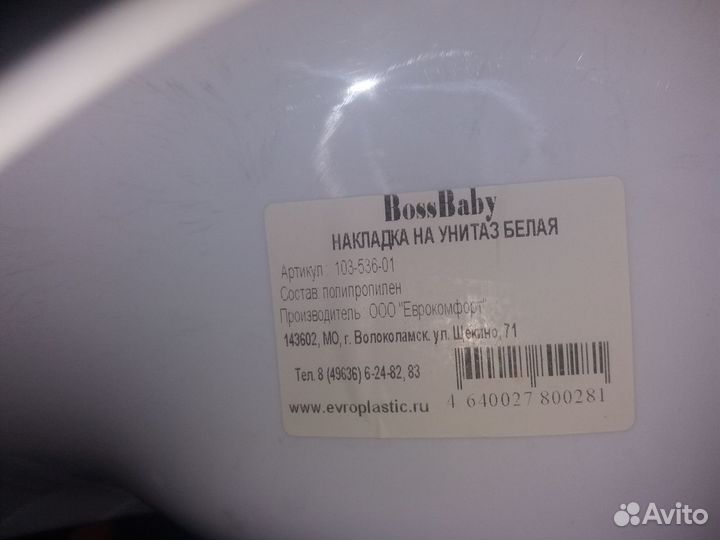 BossBaby
НАКЛАДКА НА УНИТАЗ БЕЛАЯ
Артикул 103-536-01
Состав полипропилен
Производитель ООО "Еврокомфорт"
143602, МО, г. Волоколамск. ул. Щекино, 71
Тел. 8 (49636) 6-24-82, 83
www.evroplastic.ru
4 640027 800281
Avito